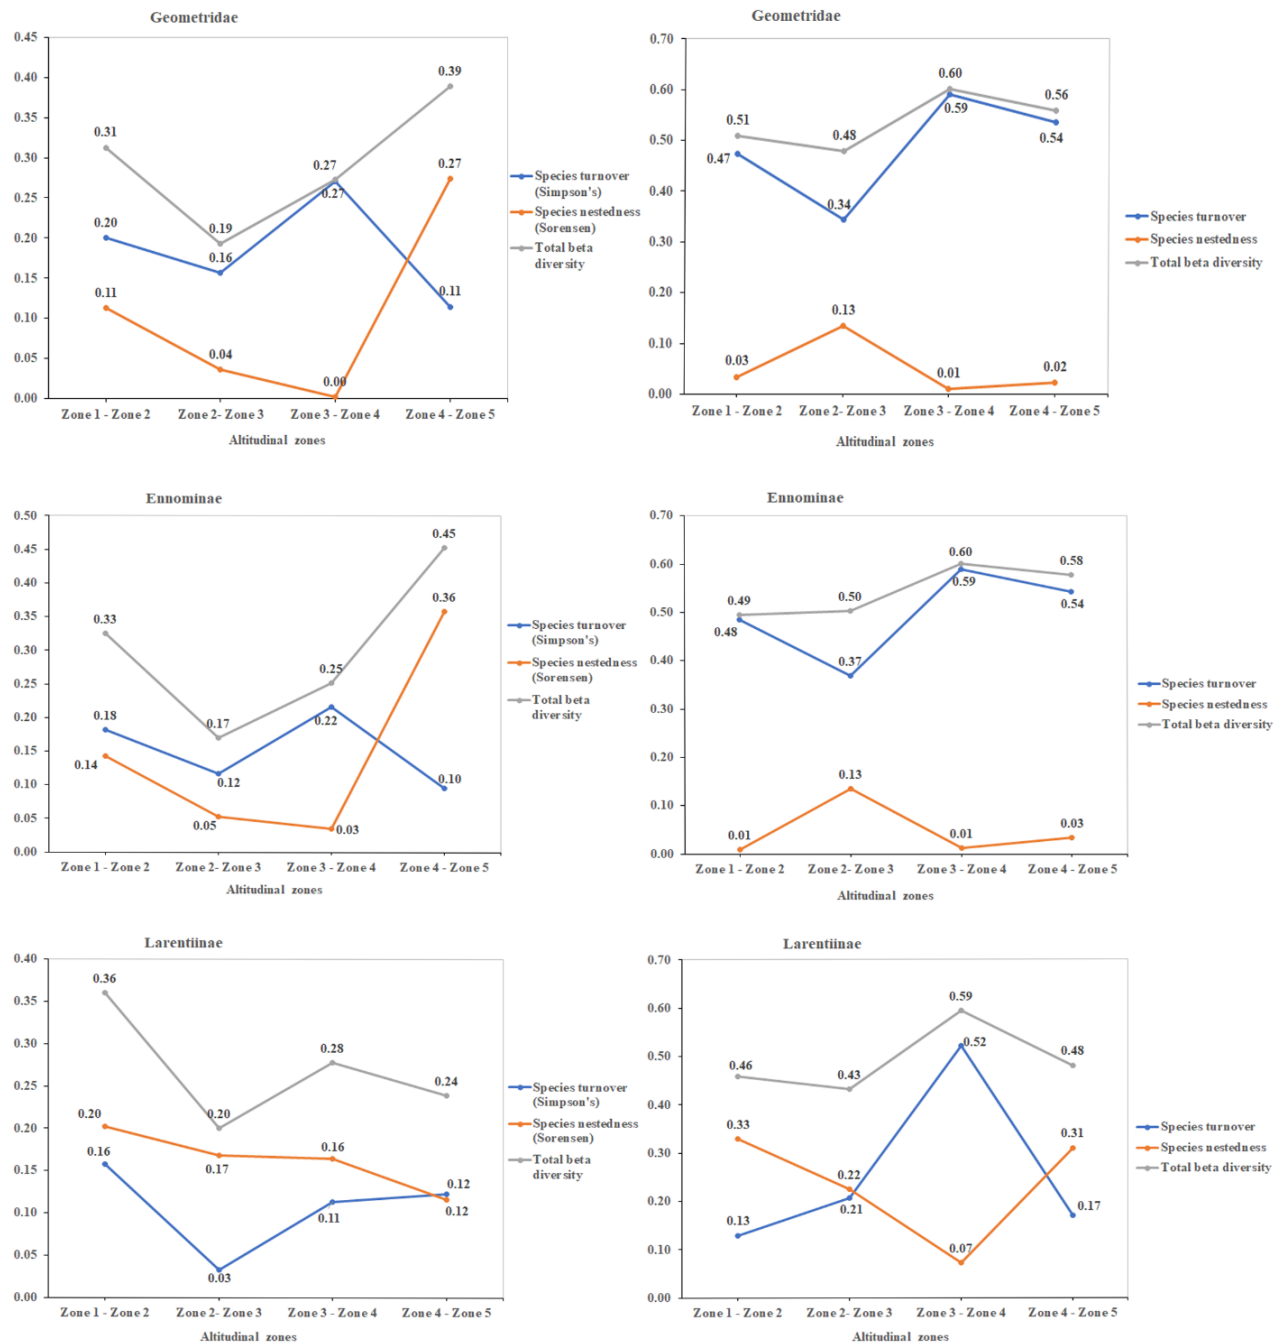 Geometridae
0.45
0.40
0.35
0.30
0.25
0.20
0.15
0.10
0.05
0.00
0.31
0.19
0.27
0.39
0.20
0.16
0.27
0.11
0.11
0.04
0.00
0.27
Zone 1 - Zone 2
Zone 2- Zone 3
Zone 3 - Zone 4
Zone 4 - Zone 5
Altitudinal zones
Species turnover
(Simpson's)
Species nestedness
(Sorensen)
Total beta
diversity
Geometridae
0.70
0.60
0.50
0.40
0.30
0.20
0.10
0.00
0.51
0.48
0.60
0.56
0.47
0.34
0.59
0.54
0.03
0.13
0.01
0.02
Zone 1 - Zone 2
Zone 2- Zone 3
Zone 3 - Zone 4
Zone 4 - Zone 5
Altitudinal zones
Species turnover
Species nestedness
Total beta diversity
Ennominae
0.50
0.45
0.40
0.35
0.30
0.25
0.20
0.15
0.10
0.05
0.00
0.33
0.17
0.25
0.45
0.18
0.12
0.22
0.10
0.14
0.05
0.03
0.36
Zone 1 - Zone 2
Zone 2- Zone 3
Zone 3 - Zone 4
Zone 4 - Zone 5
Altitudinal zones
Species turnover
(Simpson's)
Species nestedness
(Sorensen)
Total beta
diversity
Ennominae
0.70
0.60
0.50
0.40
0.30
0.20
0.10
0.00
0.49
0.50
0.60
0.58
0.48
0.37
0.59
0.54
0.01
0.13
0.01
0.03
Zone 1 - Zone 2
Zone 2- Zone 3
Zone 3 - Zone 4
Zone 4 - Zone 5
Altitudinal zones
Species turnover
Species nestedness
Total beta diversity
Larentiinae
0.40
0.35
0.30
0.25
0.20
0.15
0.10
0.05
0.00
0.36
0.20
0.28
0.24
0.20
0.17
0.16
0.12
0.16
0.03
0.11
0.12
Zone 1 - Zone 2
Zone 2- Zone 3
Zone 3 - Zone 4
Zone 4 - Zone 5
Altitudinal zones
Species turnover
(Simpson's)
Species nestedness
(Sorensen)
Total beta
diversity
Larentiinae
0.70
0.60
0.50
0.40
0.30
0.20
0.10
0.00
0.46
0.43
0.59
0.48
0.33
0.22
0.07
0.31
0.13
0.21
0.52
0.17
Zone 1 - Zone 2
Zone 2- Zone 3
Zone 3 - Zone 4
Zone 4 - Zone 5
Altitudinal zones
Species turnover
Species nestedness
Total beta diversity